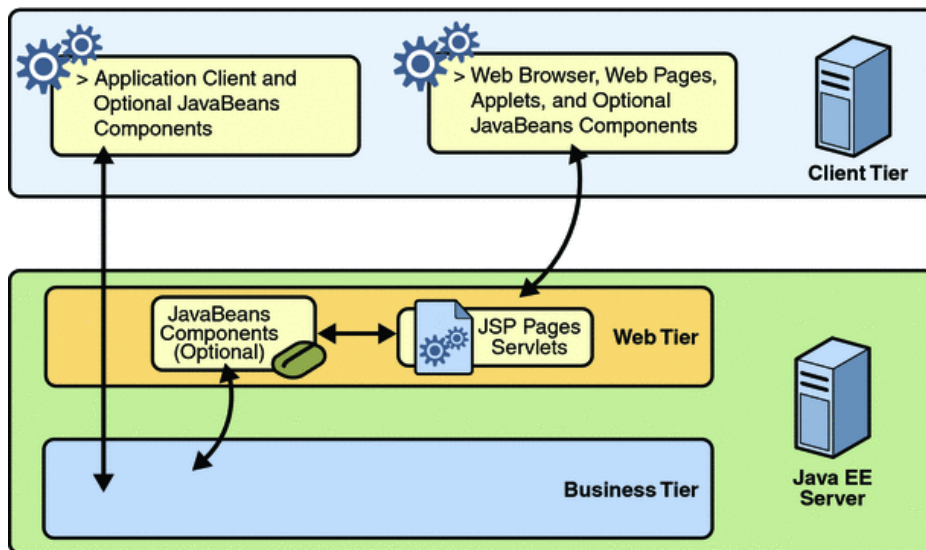 > Application Client and
Optional JavaBeans
Components
> Web Browser, Web Pages,
Applets, and Optional
JavaBeans Components
Client Tier
JavaBeans
Components
(Optional)
JSP Pages
Servlets
Web Tier
Java EE
Server
Business Tier